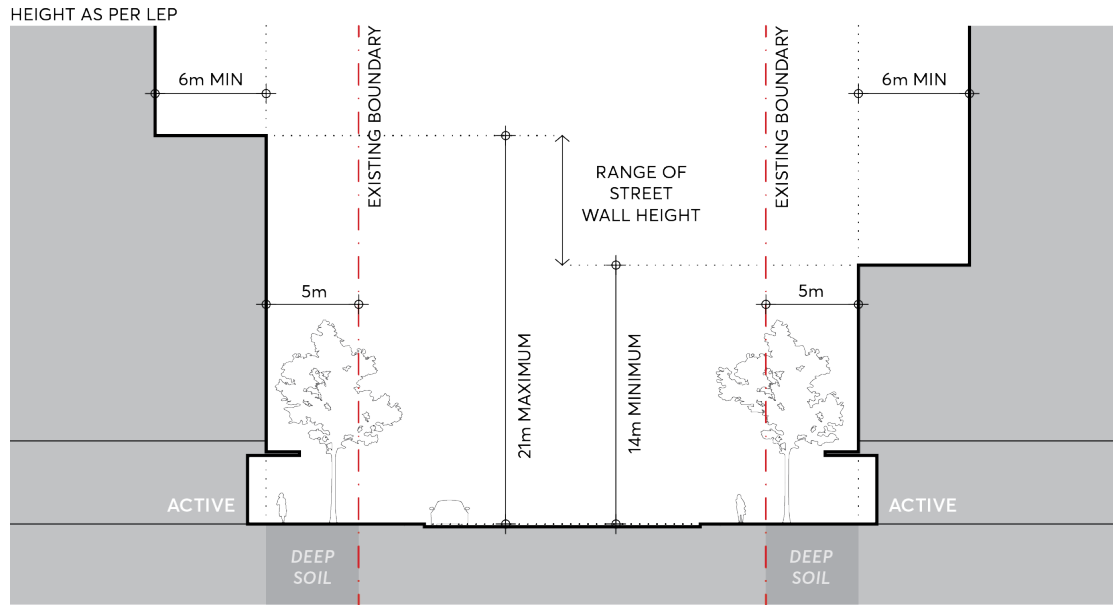 HEIGHT AS PER LEP
6m MIN
EXISTING BOUNDARY
EXISTING BOUNDARY
6m MIN
RANGE OF
STREET
WALL HEIGHT
5m
5m
21m MAXIMUM
14m MINIMUM
ACTIVE
ACTIVE
DEEP
SOIL
DEEP
SOIL